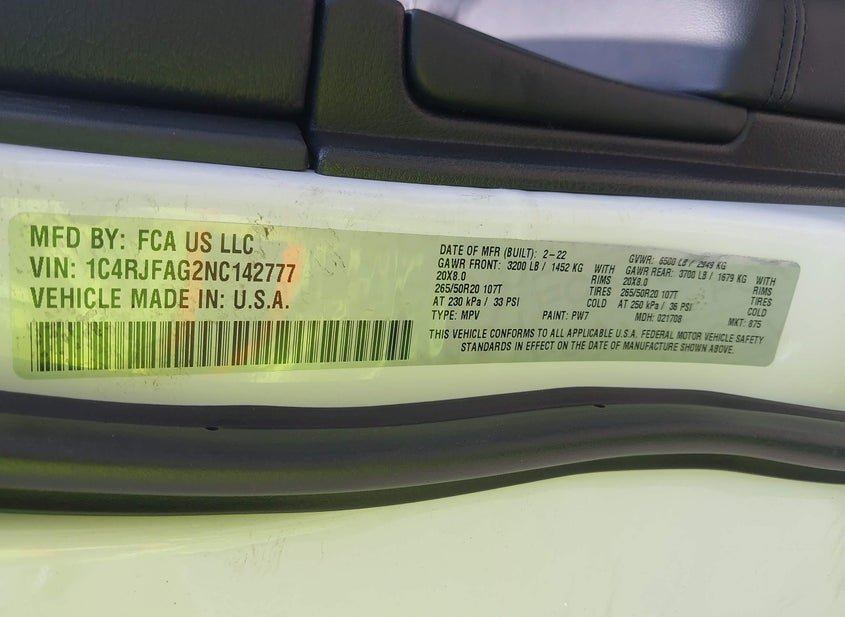 MFD BY: FCA US LLC
VIN: 1C4RJFAG2NC142777
VEHICLE MADE IN: U.S.A.
DATE OF MFR (BUILT): 2-22 GVWR: 6500 LB / 2949 KG
GAWR FRONT: 3200 LB / 1452 KG WITH GAWR REAR: 3700 LB / 1679 KG WITH
20X8.0 RIMS 20X8.0 RIMS
265/50R20 107T TIRES 265/50R20 107T TIRES
AT 230 kPa / 33 PSI COLD AT 250 kPa / 36 PSI COLD
TYPE: MPV PAINT: PW7 MDH: 021708 MKT: 875
THIS VEHICLE CONFORMS TO ALL APPLICABLE U.S.A. FEDERAL MOTOR VEHICLE SAFETY
STANDARDS IN EFFECT ON THE DATE OF MANUFACTURE SHOWN ABOVE.